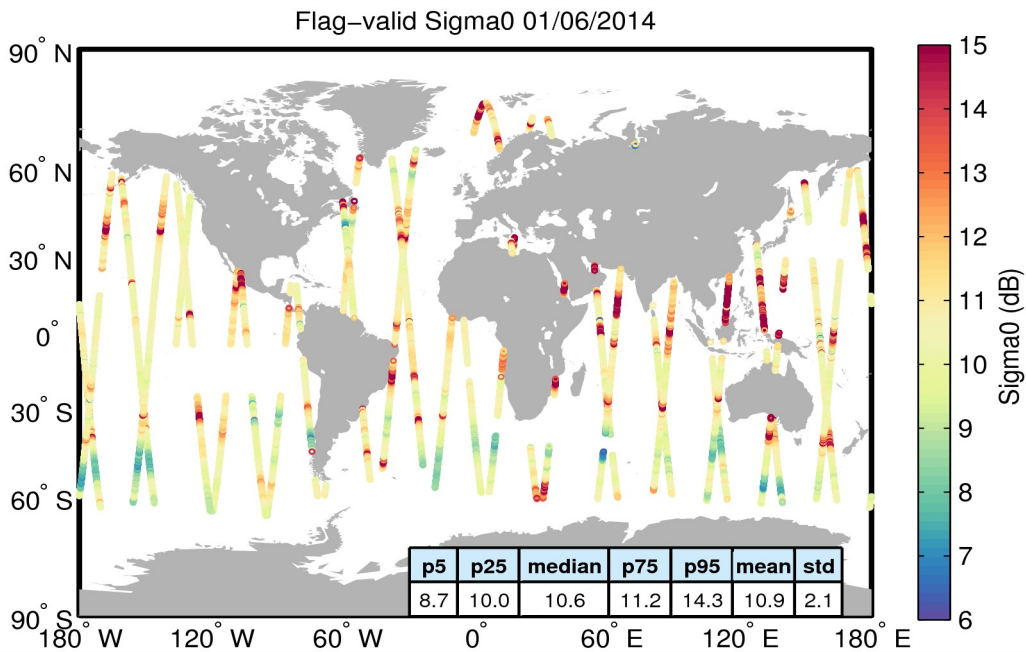 Flag−valid Sigma0 01/06/2014
90° N
60° N
30° N
0°
30° S
60° S
90° S
180° W
120° W
60° W
0°
60° E
120° E
180° E
p5 p25 median p75 p95 mean std
8.7 10.0 10.6 11.2 14.3 10.9 2.1
15
14
13
12
11
10
9
8
7
6
Sigma0 (dB)